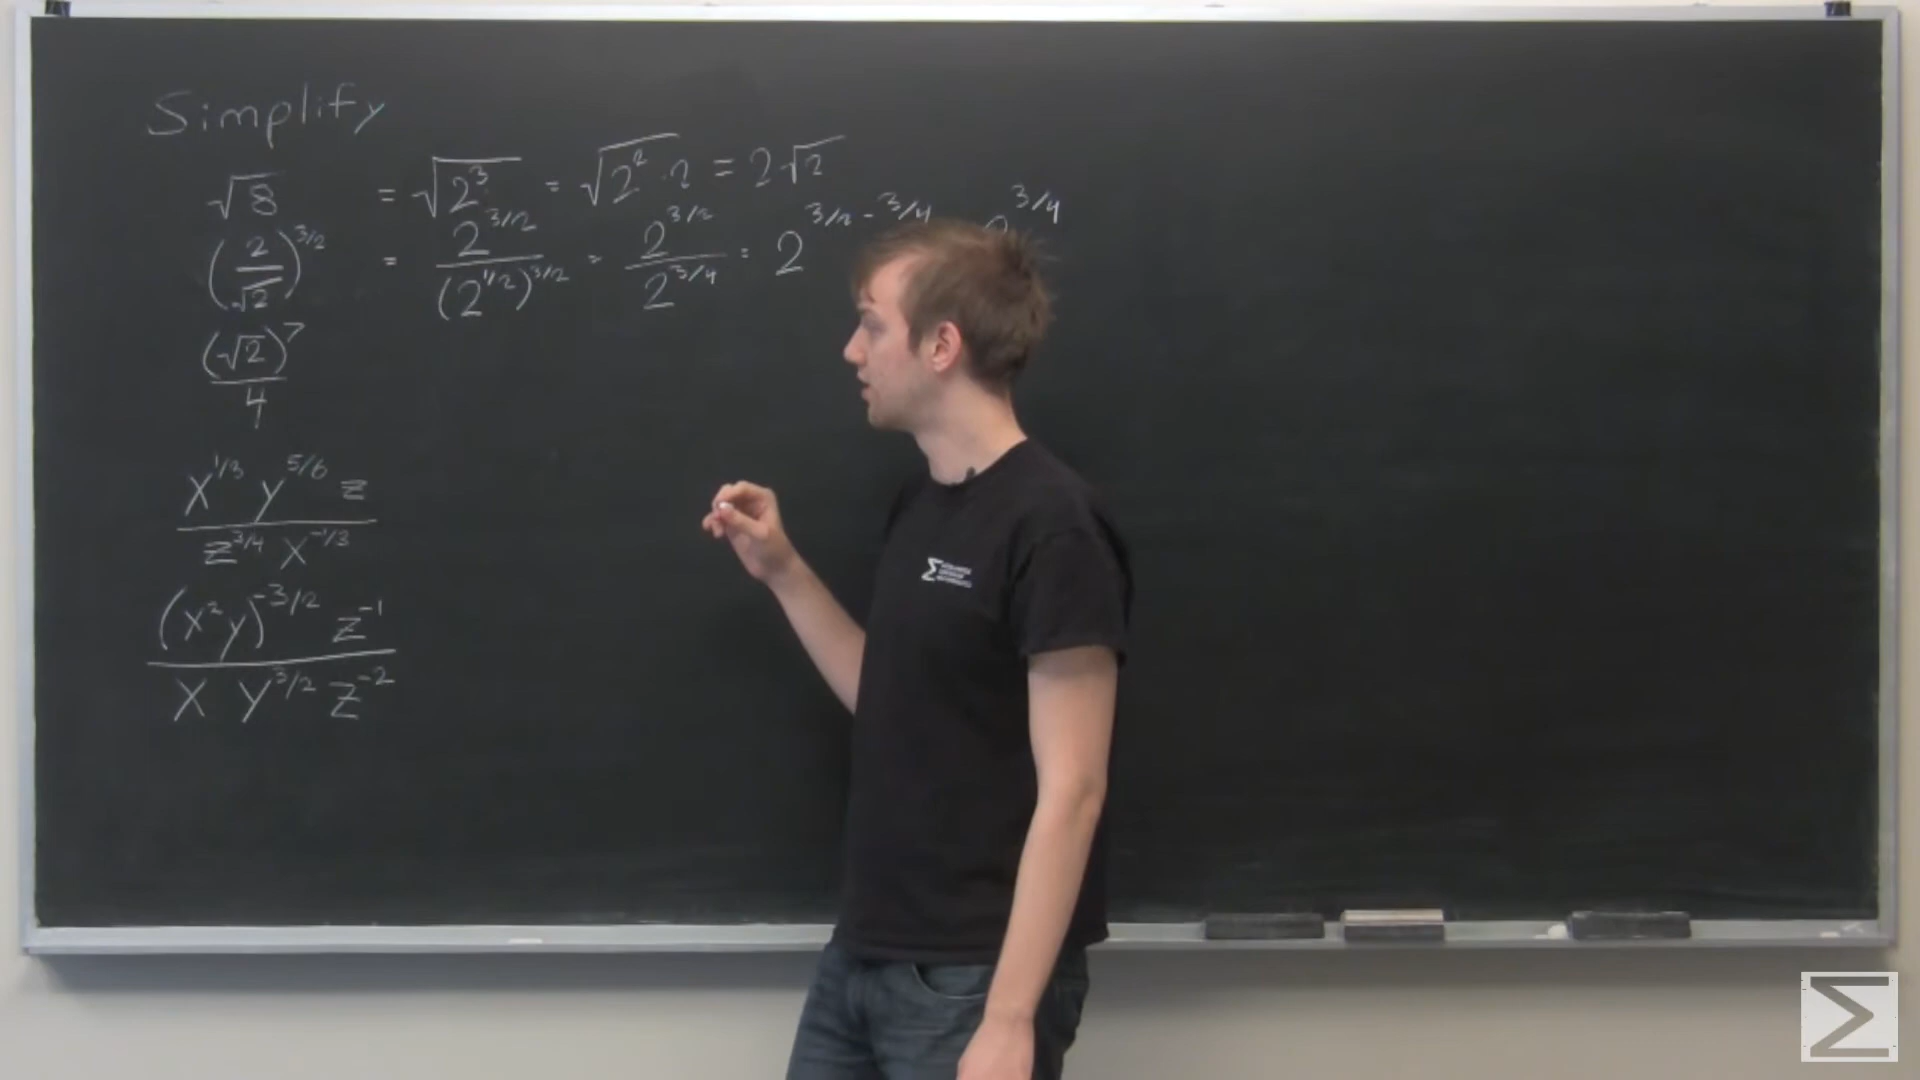 Simplify
√8 = √2³ = √2²·2 = 2√2
(2/√2)^3/2 = 2^3/2 / (2^1/2)^3/2 = 2^3/2 / 2^3/4 = 2^3/2 - 3/4 2^3/4
(√2)^7 / 4
x^1/3 y^5/6 z / z^3/4 x^-1/3
(x²y)^-3/2 z^-1 / x y^3/2 z^-2
Σ